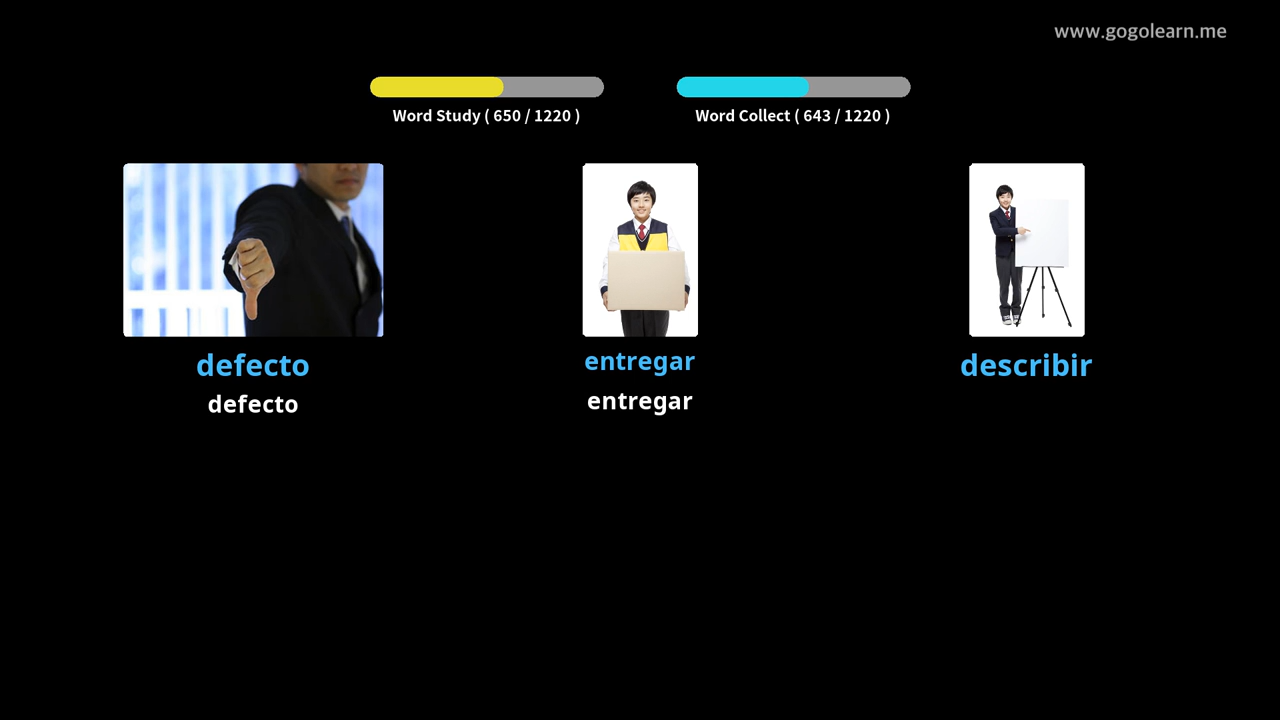 www.gogolearn.me
Word Study ( 650 / 1220 )
Word Collect ( 643 / 1220 )
defecto
defecto
entregar
entregar
describir